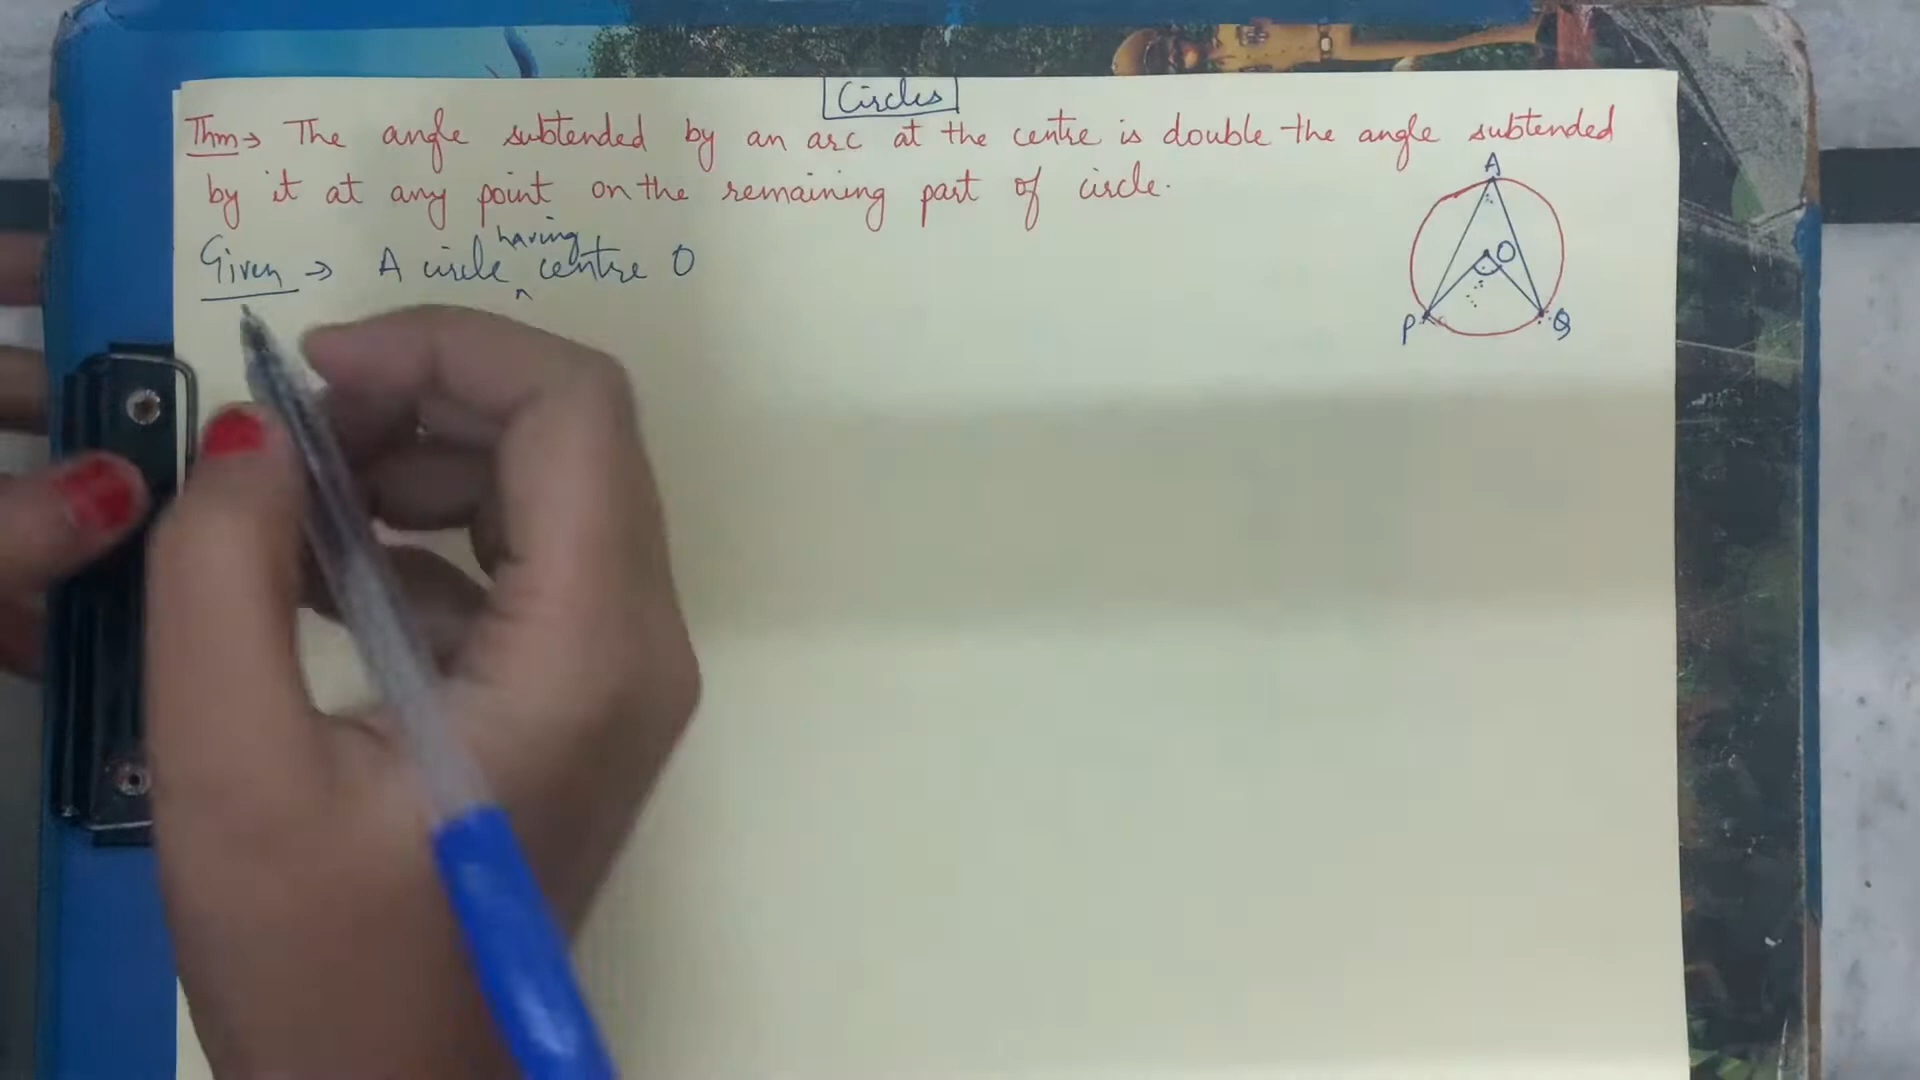 Circles
Thm→ The angle subtended by an arc at the centre is double the angle subtended
by it at any point on the remaining part of circle.
Given → A circle having centre O
A
O
P
Q